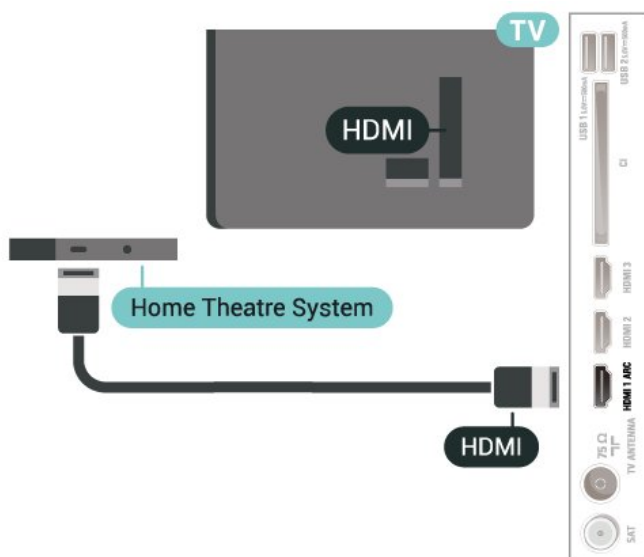 TV
HDMI
Home Theatre System
HDMI
USB 2
USB 1
CI
HDMI 3
HDMI 2
HDMI 1 ARC
75 Ω
TV ANTENNA
SAT